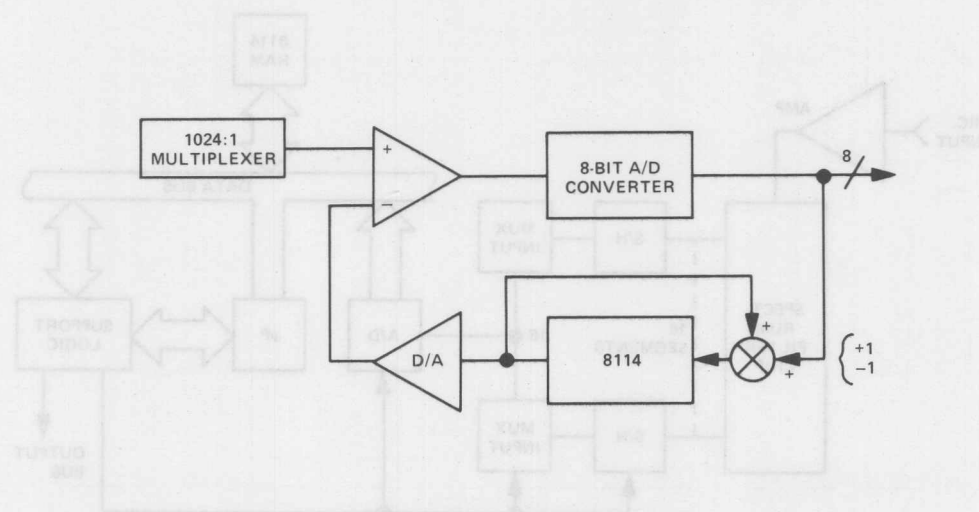 1024:1
MULTIPLEXER
+
−
8-BIT A/D
CONVERTER
8
D/A
8114
+
+
+1
−1